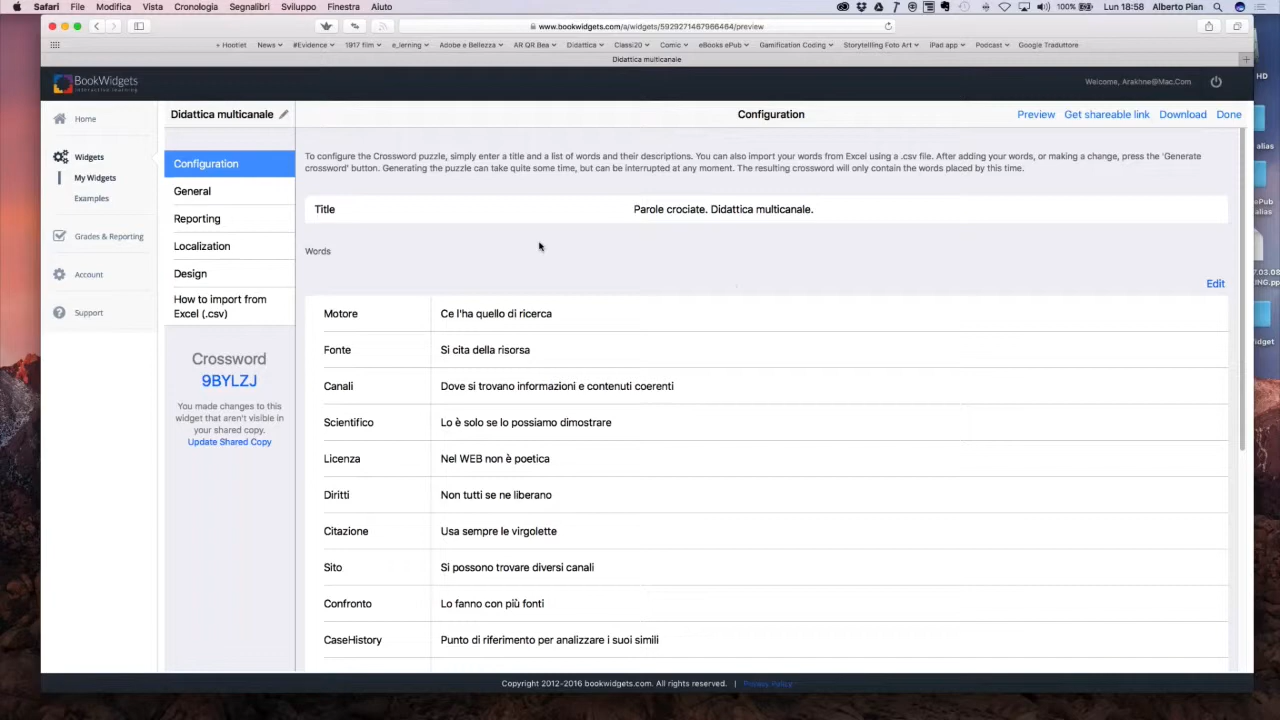 Safari File Modifica Vista Cronologia Segnalibri Sviluppo Finestra Aiuto 100% Lun 18:58 Alberto Pian
www.bookwidgets.com/a/widgets/5929271467966464/preview
+ Hootlet News #Evidence 1917 film e_lerning Adobe e Bellezza AR QR Bea Didattica Classi20 Comic eBooks ePub Gamification Coding Storytelling Foto Art iPad app Podcast Google Traduttore
Didattica multicanale
HD
BookWidgets
interactive learning
Welcome, Arakhne@Mac.Com
Didattica multicanale
Configuration
Preview Get shareable link Download Done
Home
Widgets
My Widgets
Examples
Grades & Reporting
Account
Support
Configuration
General
Reporting
Localization
Design
How to import from
Excel (.csv)
Crossword
9BYLZJ
You made changes to this
widget that aren't visible in
your shared copy.
Update Shared Copy
To configure the Crossword puzzle, simply enter a title and a list of words and their descriptions. You can also import your words from Excel using a .csv file. After adding your words, or making a change, press the 'Generate
crossword' button. Generating the puzzle can take quite some time, but can be interrupted at any moment. The resulting crossword will only contain the words placed by this time.
Title Parole crociate. Didattica multicanale.
Words
Edit
Motore Ce l'ha quello di ricerca
Fonte Si cita della risorsa
Canali Dove si trovano informazioni e contenuti coerenti
Scientifico Lo è solo se lo possiamo dimostrare
Licenza Nel WEB non è poetica
Diritti Non tutti se ne liberano
Citazione Usa sempre le virgolette
Sito Si possono trovare diversi canali
Confronto Lo fanno con più fonti
CaseHistory Punto di riferimento per analizzare i suoi simili
alias
ePub
alias
Copyright 2012-2016 bookwidgets.com. All rights reserved. | Privacy Policy